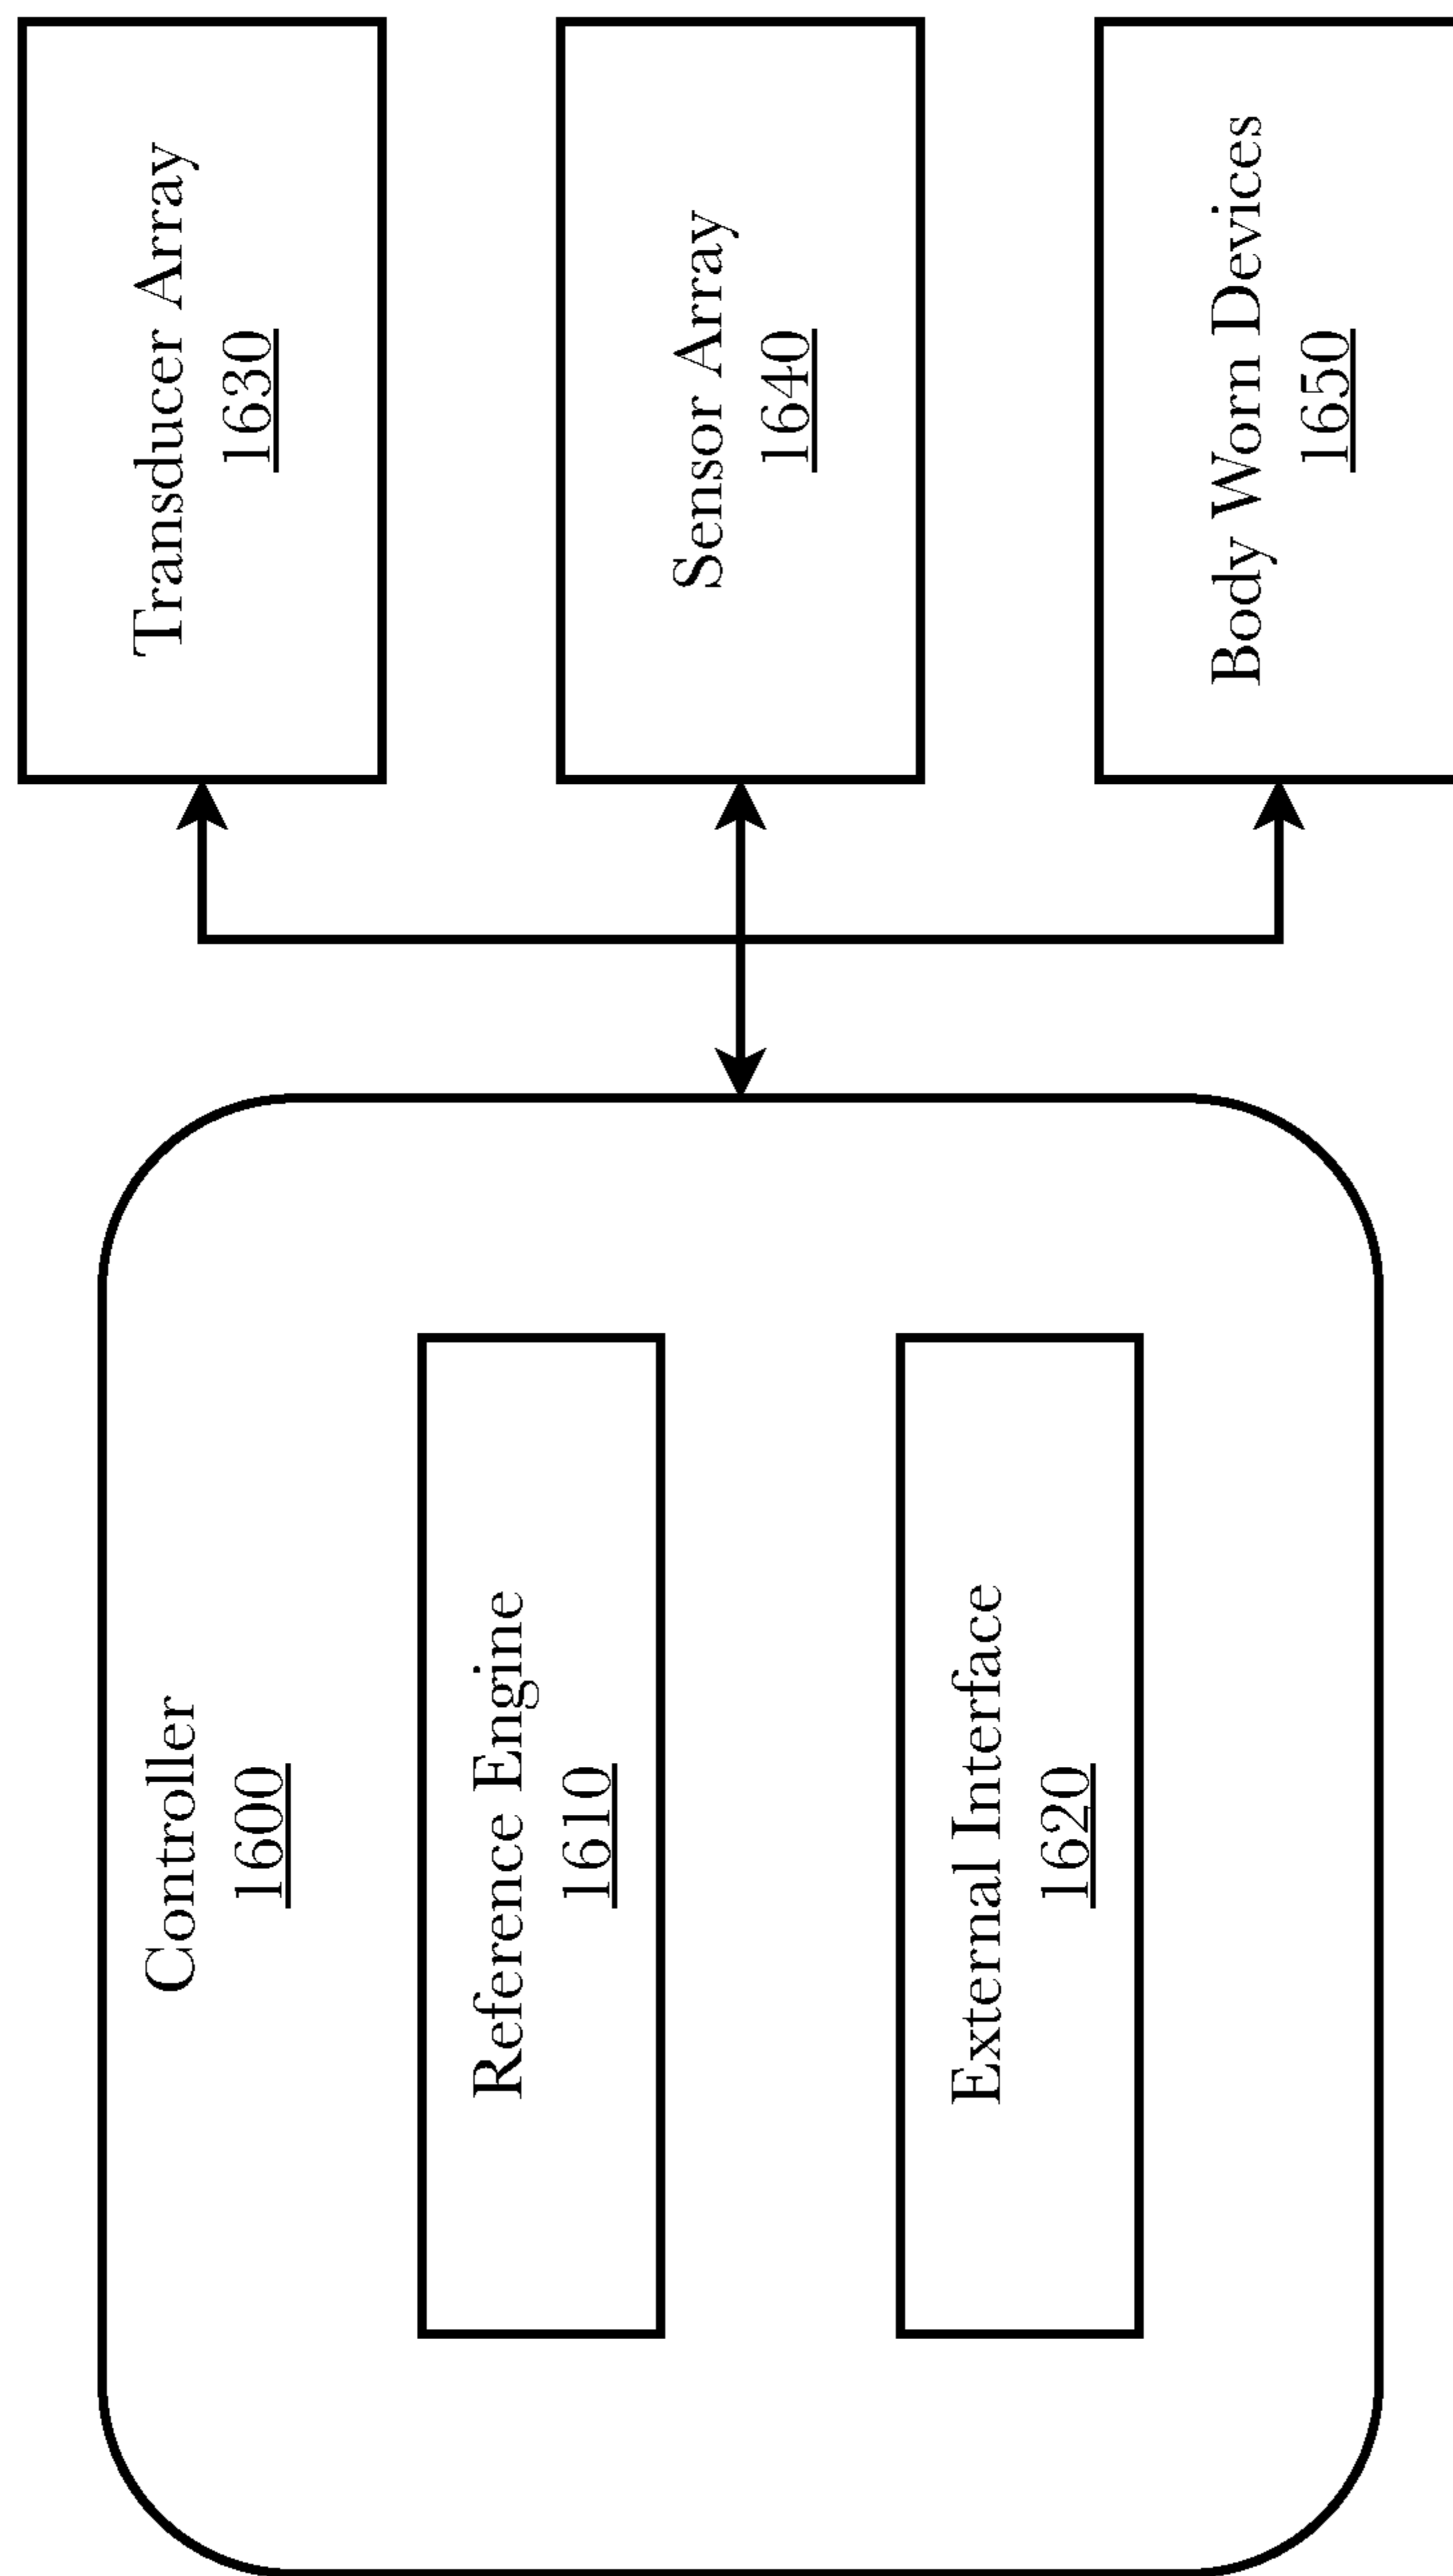 Controller
1600
Reference Engine
1610
External Interface
1620
Transducer Array
1630
Sensor Array
1640
Body Worn Devices
1650